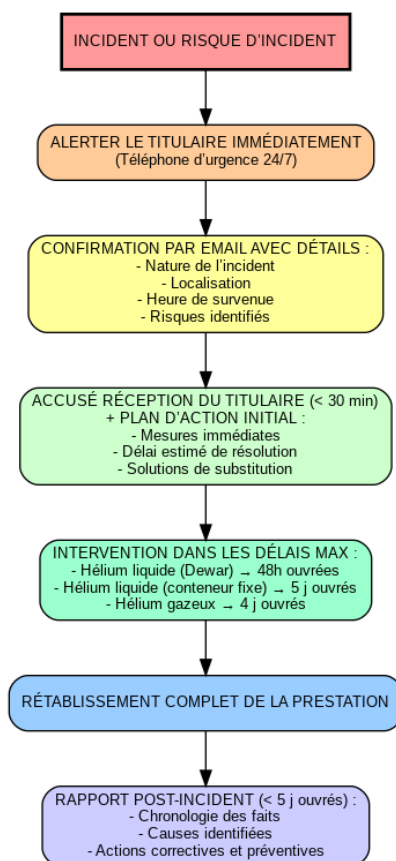 INCIDENT OU RISQUE D'INCIDENT
ALERTER LE TITULAIRE IMMÉDIATEMENT
(Téléphone d'urgence 24/7)
CONFIRMATION PAR EMAIL AVEC DÉTAILS :
- Nature de l'incident
- Localisation
- Heure de survenue
- Risques identifiés
ACCUSÉ RÉCEPTION DU TITULAIRE (< 30 min)
+ PLAN D'ACTION INITIAL :
- Mesures immédiates
- Délai estimé de résolution
- Solutions de substitution
INTERVENTION DANS LES DÉLAIS MAX :
- Hélium liquide (Dewar) → 48h ouvrées
- Hélium liquide (conteneur fixe) → 5 j ouvrés
- Hélium gazeux → 4 j ouvrés
RÉTABLISSEMENT COMPLET DE LA PRESTATION
RAPPORT POST-INCIDENT (< 5 j ouvrés) :
- Chronologie des faits
- Causes identifiées
- Actions correctives et préventives